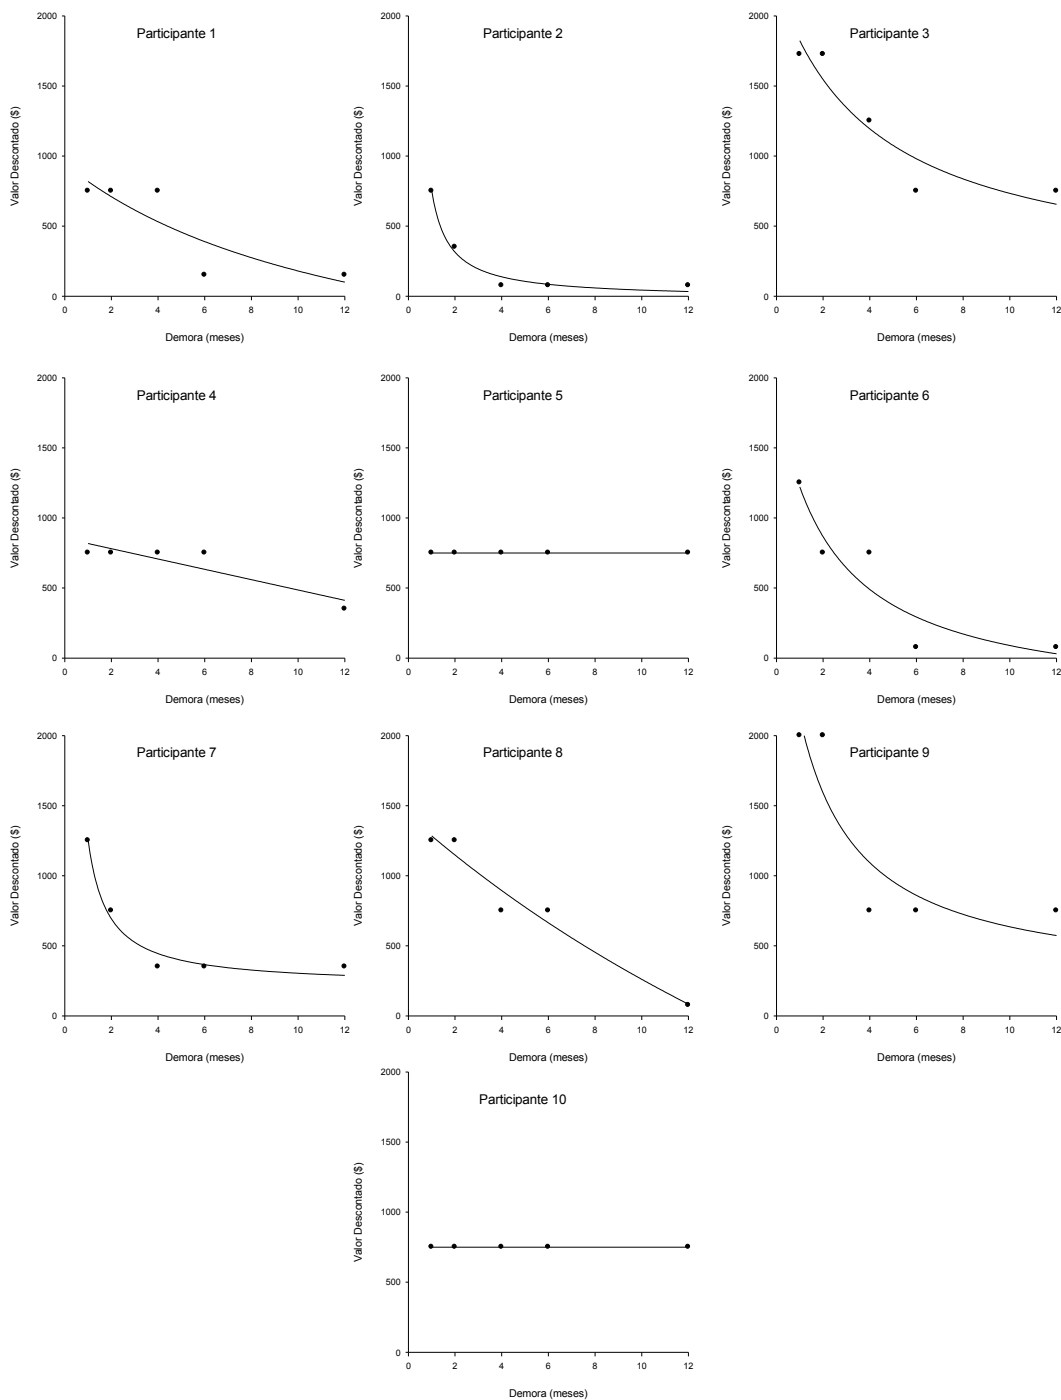 Participante 1
Valor Descontado ($)
2000
1500
1000
500
0
0 2 4 6 8 10 12
Demora (meses)
Participante 2
Valor Descontado ($)
2000
1500
1000
500
0
0 2 4 6 8 10 12
Demora (meses)
Participante 3
Valor Descontado ($)
2000
1500
1000
500
0
0 2 4 6 8 10 12
Demora (meses)
Participante 4
Valor Descontado ($)
2000
1500
1000
500
0
0 2 4 6 8 10 12
Demora (meses)
Participante 5
Valor Descontado ($)
2000
1500
1000
500
0
0 2 4 6 8 10 12
Demora (meses)
Participante 6
Valor Descontado ($)
2000
1500
1000
500
0
0 2 4 6 8 10 12
Demora (meses)
Participante 7
Valor Descontado ($)
2000
1500
1000
500
0
0 2 4 6 8 10 12
Demora (meses)
Participante 8
Valor Descontado ($)
2000
1500
1000
500
0
0 2 4 6 8 10 12
Demora (meses)
Participante 9
Valor Descontado ($)
2000
1500
1000
500
0
0 2 4 6 8 10 12
Demora (meses)
Participante 10
Valor Descontado ($)
2000
1500
1000
500
0
0 2 4 6 8 10 12
Demora (meses)